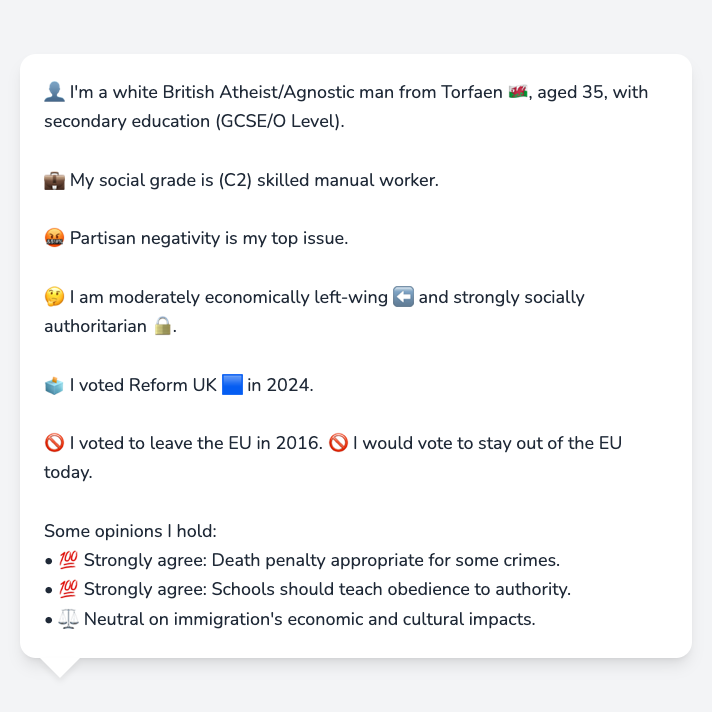 👤 I'm a white British Atheist/Agnostic man from Torfaen 🏴󠁧󠁢󠁷󠁬󠁳󠁿, aged 35, with
secondary education (GCSE/O Level).
💼 My social grade is (C2) skilled manual worker.
🤬 Partisan negativity is my top issue.
🤔 I am moderately economically left-wing ⬅️ and strongly socially
authoritarian 🔒.
🗳️ I voted Reform UK 🟦 in 2024.
🚫 I voted to leave the EU in 2016. 🚫 I would vote to stay out of the EU
today.
Some opinions I hold:
• 💯 Strongly agree: Death penalty appropriate for some crimes.
• 💯 Strongly agree: Schools should teach obedience to authority.
• ⚖️ Neutral on immigration's economic and cultural impacts.